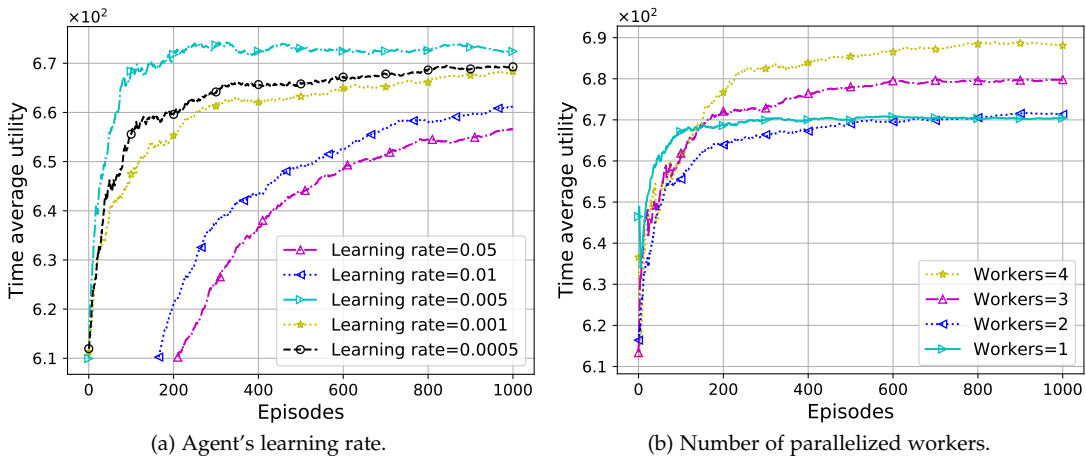 ×10²
Time average utility
6.7
6.6
6.5
6.4
6.3
6.2
6.1
Learning rate=0.05
Learning rate=0.01
Learning rate=0.005
Learning rate=0.001
Learning rate=0.0005
0 200 400 600 800 1000
Episodes
(a) Agent's learning rate.
×10²
Time average utility
6.9
6.8
6.7
6.6
6.5
6.4
6.3
6.2
6.1
Workers=4
Workers=3
Workers=2
Workers=1
0 200 400 600 800 1000
Episodes
(b) Number of parallelized workers.